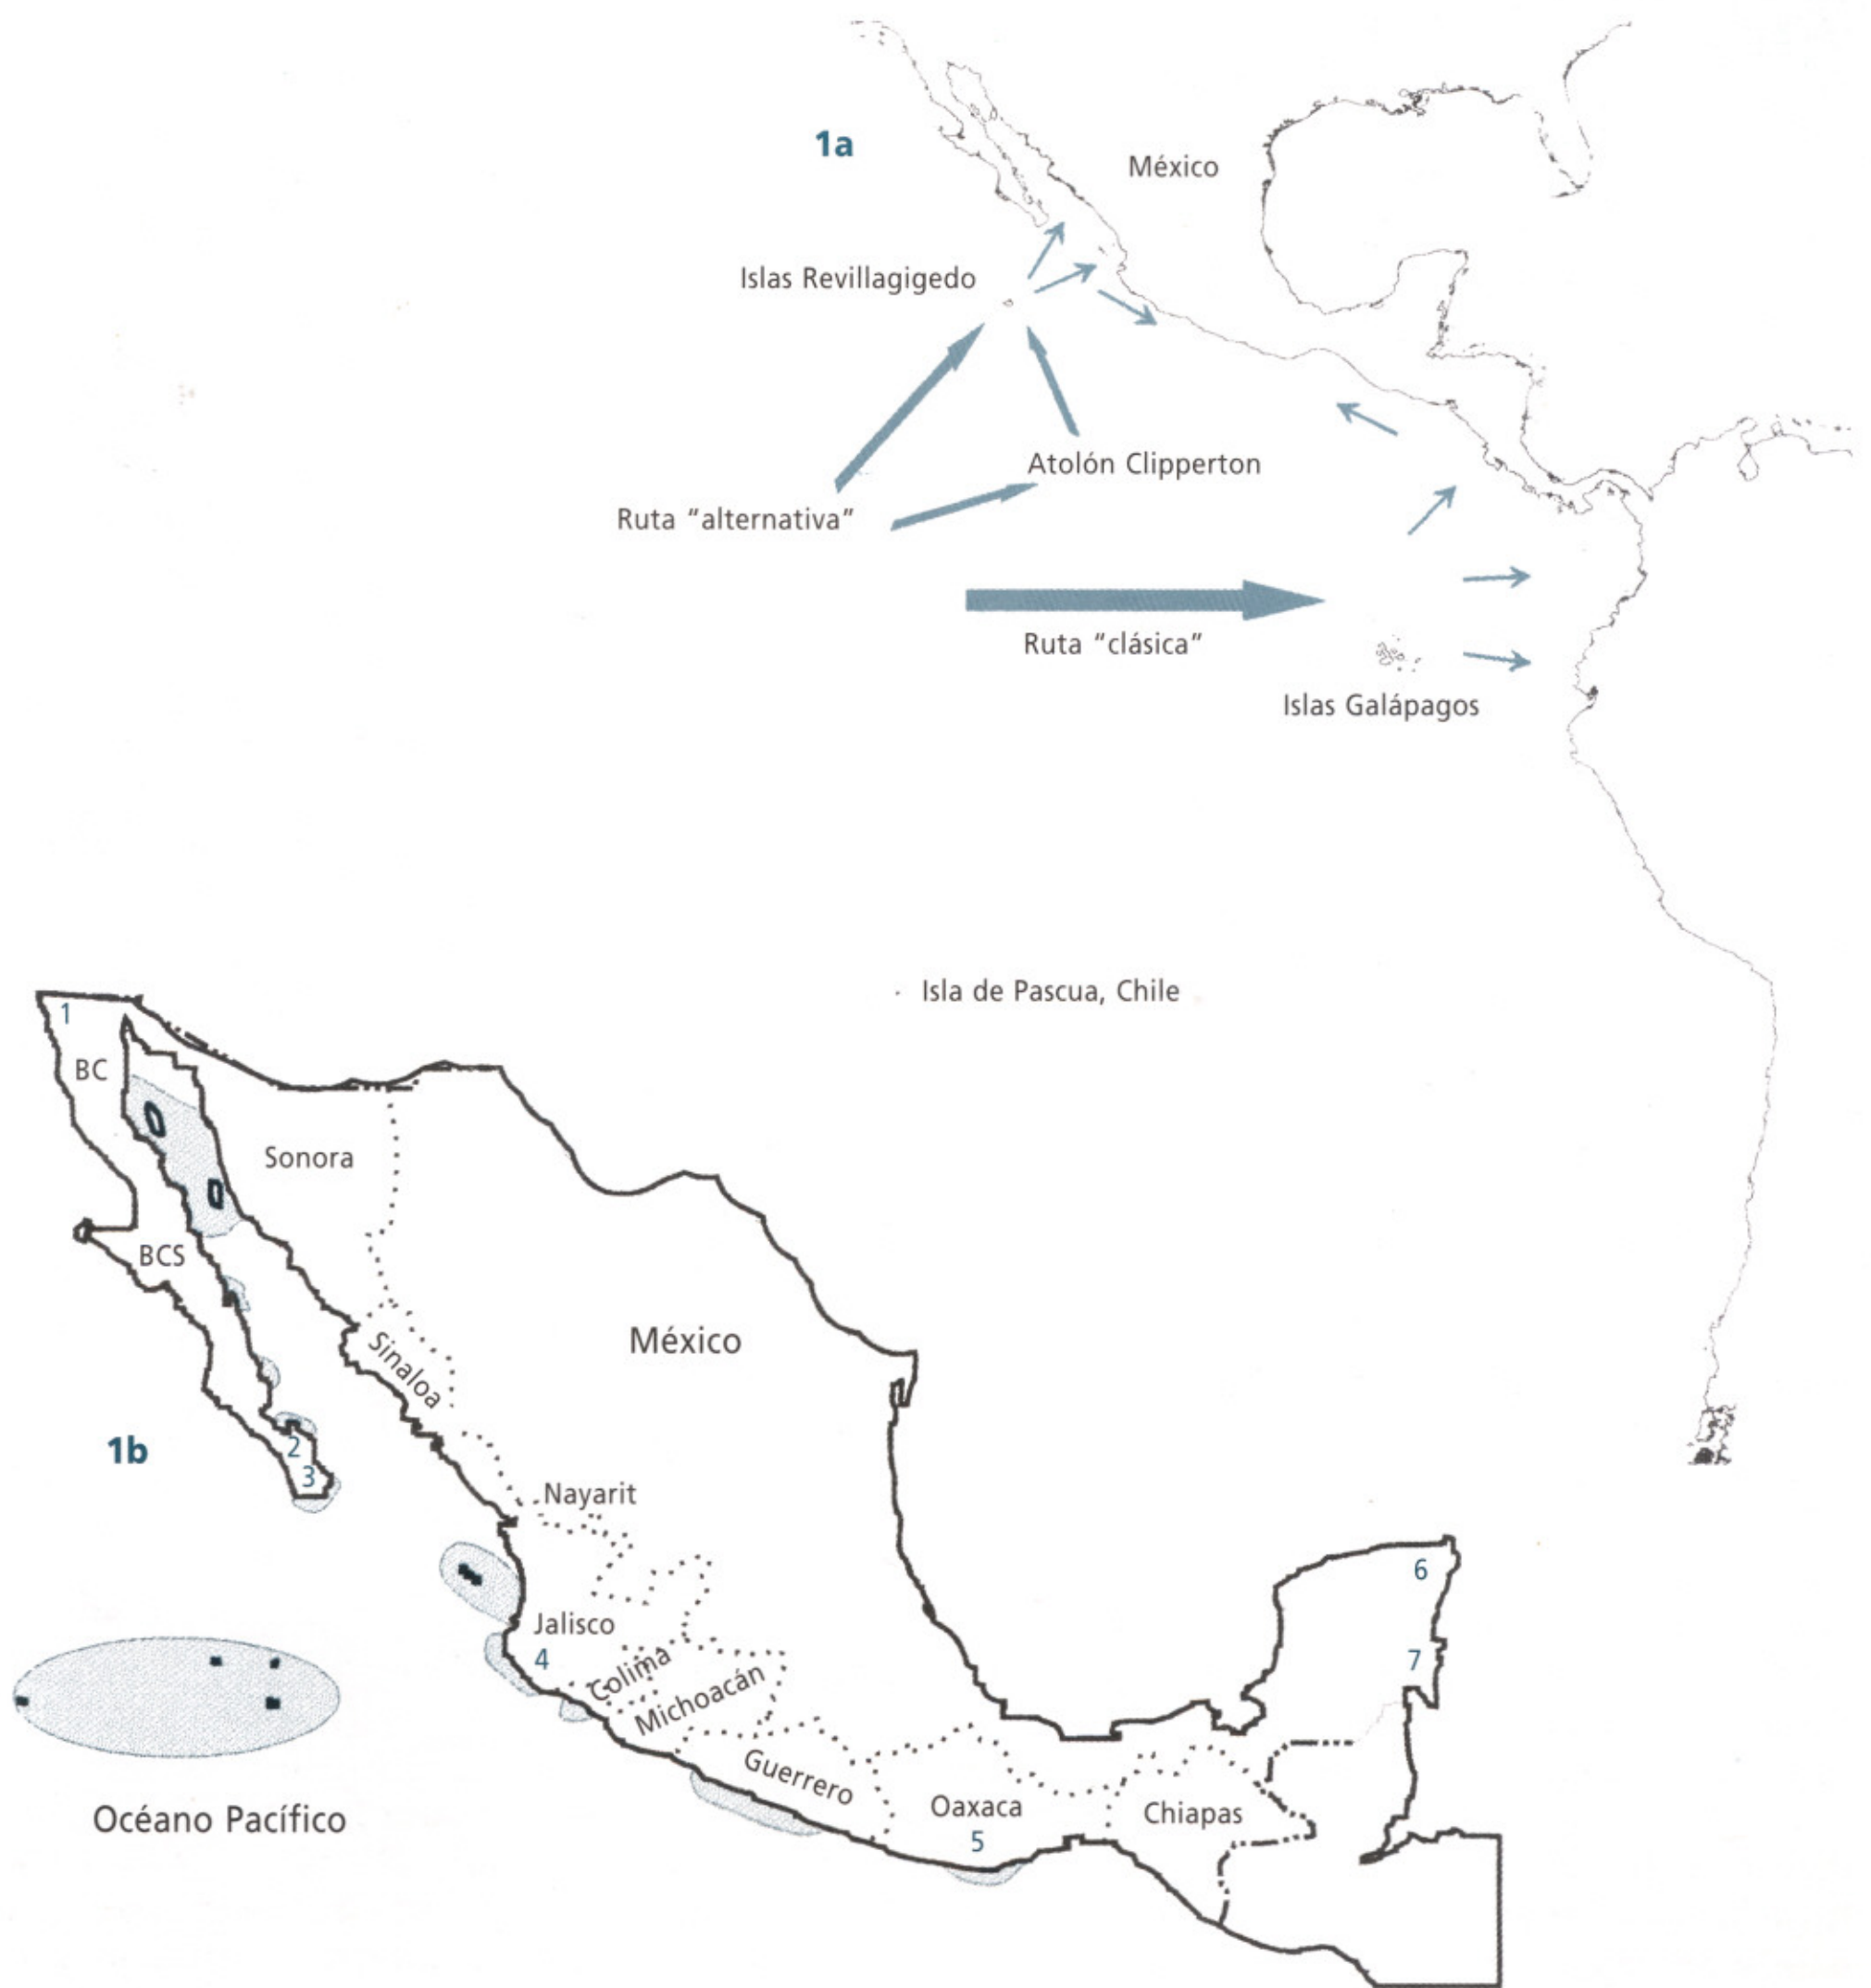 1a
México
Islas Revillagigedo
Atolón Clipperton
Ruta “alternativa”
Ruta “clásica”
Islas Galápagos
Isla de Pascua, Chile
1
BC
Sonora
BCS
México
Sinaloa
1b
2
3
Nayarit
6
Jalisco
4
7
Colima
Michoacán
Guerrero
Oaxaca
Chiapas
5
Océano Pacífico